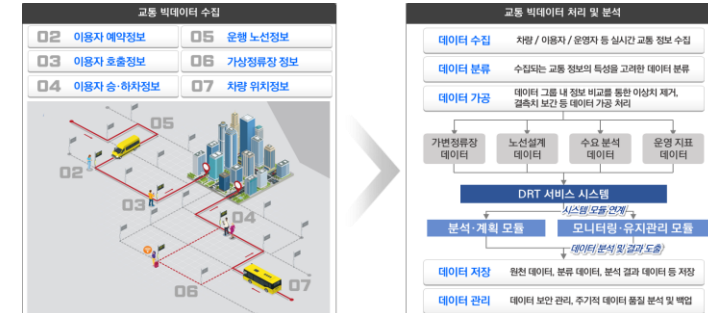 교통 빅데이터 수집
02 이용자 예약정보
05 운행 노선정보
03 이용자 호출정보
06 가상정류장 정보
04 이용자 승·하차정보
07 차량 위치정보
05
02
03
04
07
06
교통 빅데이터 처리 및 분석
데이터 수집 차량 / 이용자 / 운영자 등 실시간 교통 정보 수집
데이터 분류 수집되는 교통 정보의 특성을 고려한 데이터 분류
데이터 가공 데이터 그룹 내 정보 비교를 통한 이상치 제거,
결측치 보간 등 데이터 가공 처리
가변정류장
데이터
노선설계
데이터
수요 분석
데이터
운영 지표
데이터
DRT 서비스 시스템
시스템 모듈 연계
분석·계획 모듈
모니터링·유지관리 모듈
데이터 분석 및 결과 도출
데이터 저장 원천 데이터, 분류 데이터, 분석 결과 데이터 등 저장
데이터 관리 데이터 보안 관리, 주기적 데이터 품질 분석 및 백업